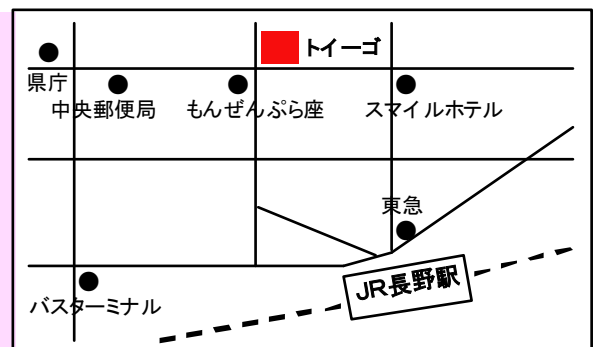 トイーゴ
県庁
中央郵便局
もんぜんぷら座
スマイルホテル
東急
JR長野駅
バスターミナル